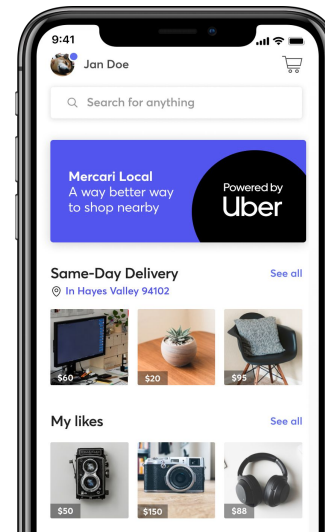 9:41
Jan Doe
Search for anything
Mercari Local
A way better way
to shop nearby
Powered by
Uber
Same-Day Delivery
See all
In Hayes Valley 94102
$60
$20
$95
My likes
See all
$50
$150
$88